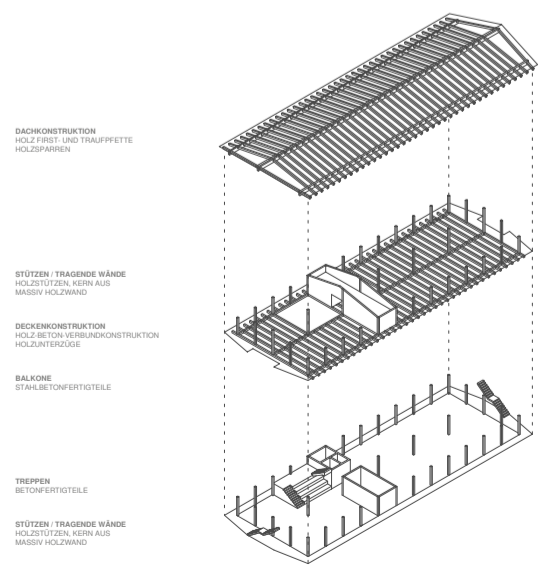 DACHKONSTRUKTION
HOLZ FIRST- UND TRAUFPFETTE
HOLZSPARREN
STÜTZEN / TRAGENDE WÄNDE
HOLZSTÜTZEN, KERN AUS
MASSIV HOLZWAND
DECKENKONSTRUKTION
HOLZ-BETON-VERBUNDKONSTRUKTION
HOLZUNTERZÜGE
BALKONE
STAHLBETONFERTIGTEILE
TREPPEN
BETONFERTIGTEILE
STÜTZEN / TRAGENDE WÄNDE
HOLZSTÜTZEN, KERN AUS
MASSIV HOLZWAND